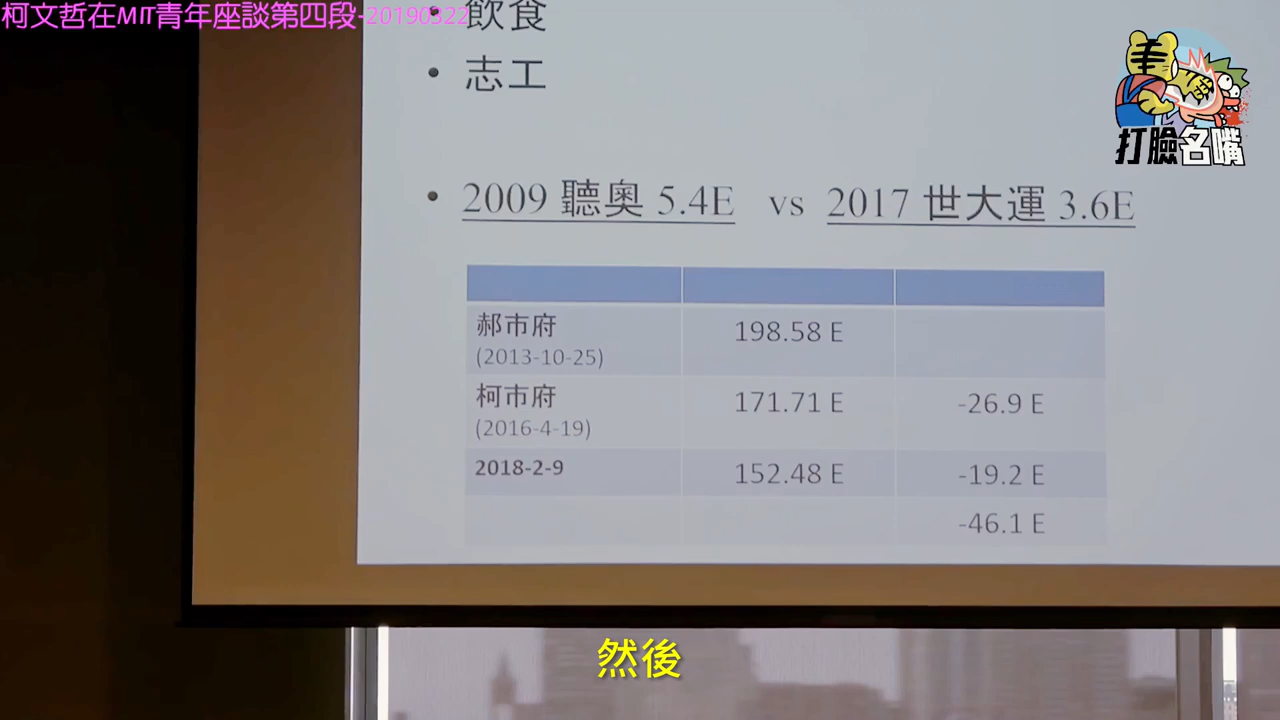 柯文哲在MIT青年座談第四段-20190322
• 飲食
• 志工
打臉名嘴
• 2009 聽奧 5.4E vs 2017 世大運 3.6E
郝市府 198.58 E
(2013-10-25)
柯市府 171.71 E -26.9 E
(2016-4-19)
2018-2-9 152.48 E -19.2 E
-46.1 E
然後